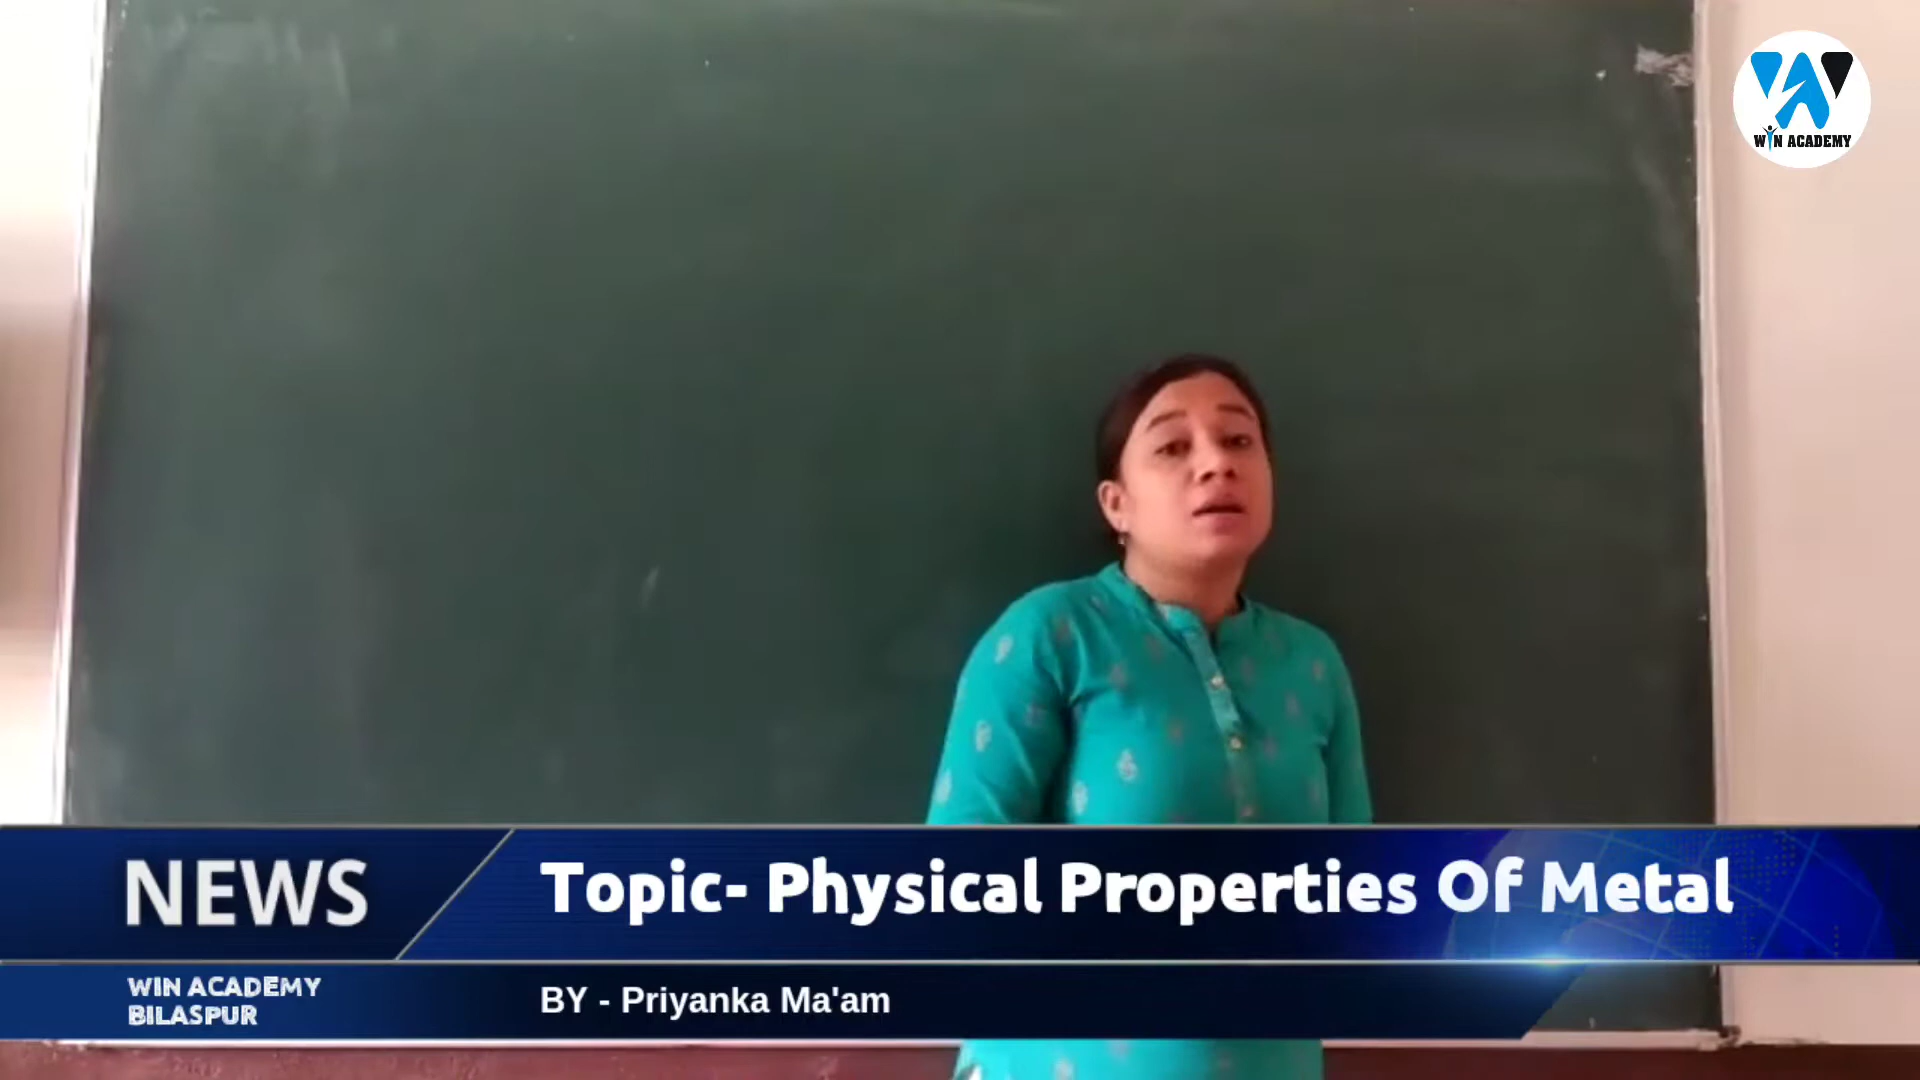 WIN ACADEMY
NEWS
Topic- Physical Properties Of Metal
WIN ACADEMY
BILASPUR
BY - Priyanka Ma'am